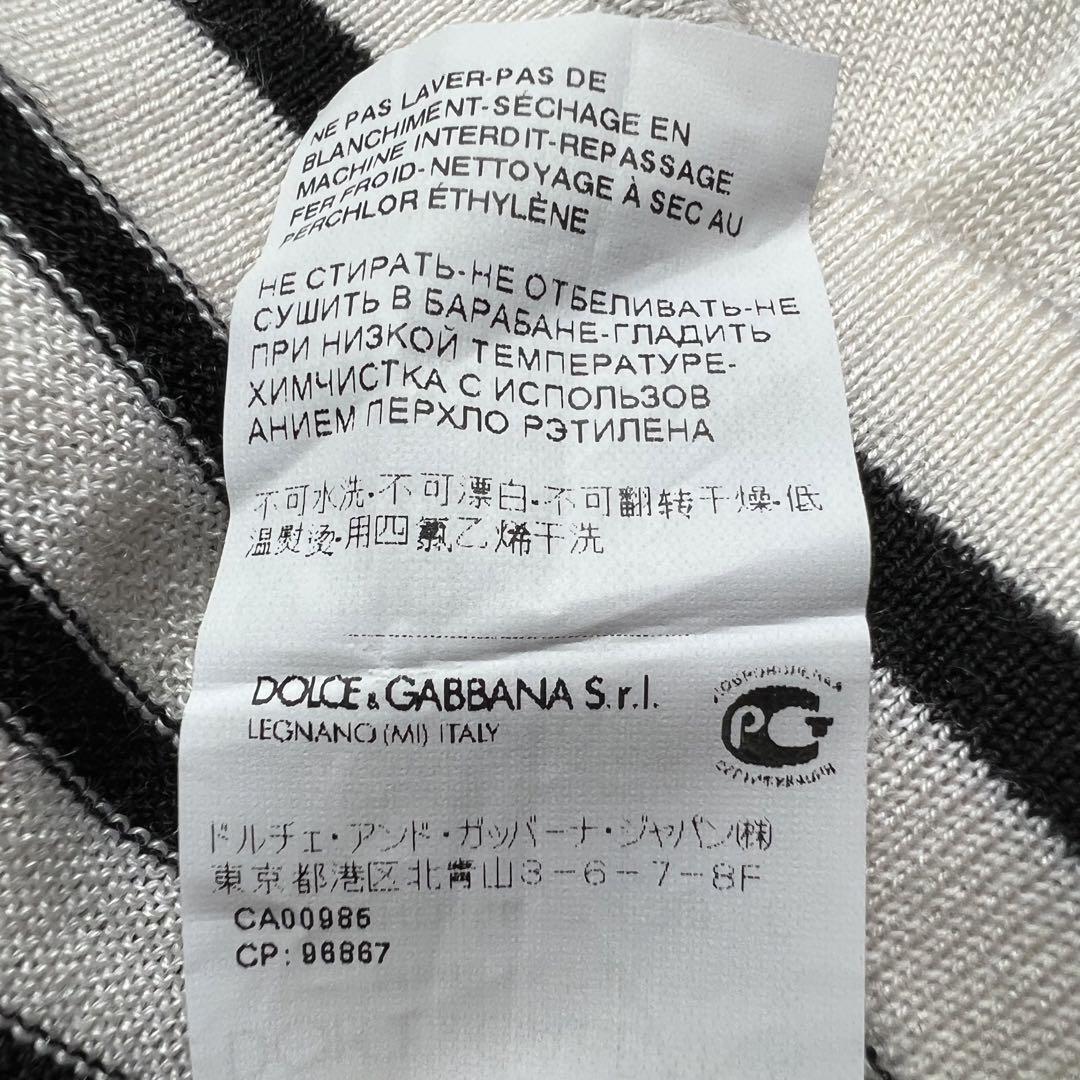 NE PAS LAVER-PAS DE
BLANCHIMENT-SÉCHAGE EN
MACHINE INTERDIT-REPASSAGE
FER FROID-NETTOYAGE À SEC AU
PERCHLOR ÉTHYLÈNE
НЕ СТИРАТЬ-НЕ ОТБЕЛИВАТЬ-НЕ
СУШИТЬ В БАРАБАНЕ-ГЛАДИТЬ
ПРИ НИЗКОЙ ТЕМПЕРАТУРЕ-
ХИМЧИСТКА С ИСПОЛЬЗОВ
АНИЕМ ПЕРХЛО РЭТИЛЕНА
不可水洗·不可漂白·不可翻转干燥·低
温熨烫·用四氯乙烯干洗
DOLCE & GABBANA S.r.l.
LEGNANO (MI) ITALY
ДОБРОВОЛЬНАЯ
РСТ
СЕРТИФИКАЦИЯ
ドルチェ・アンド・ガッバーナ・ジャパン(株)
東京都港区北青山3-6-7-8F
CA00985
CP: 96867